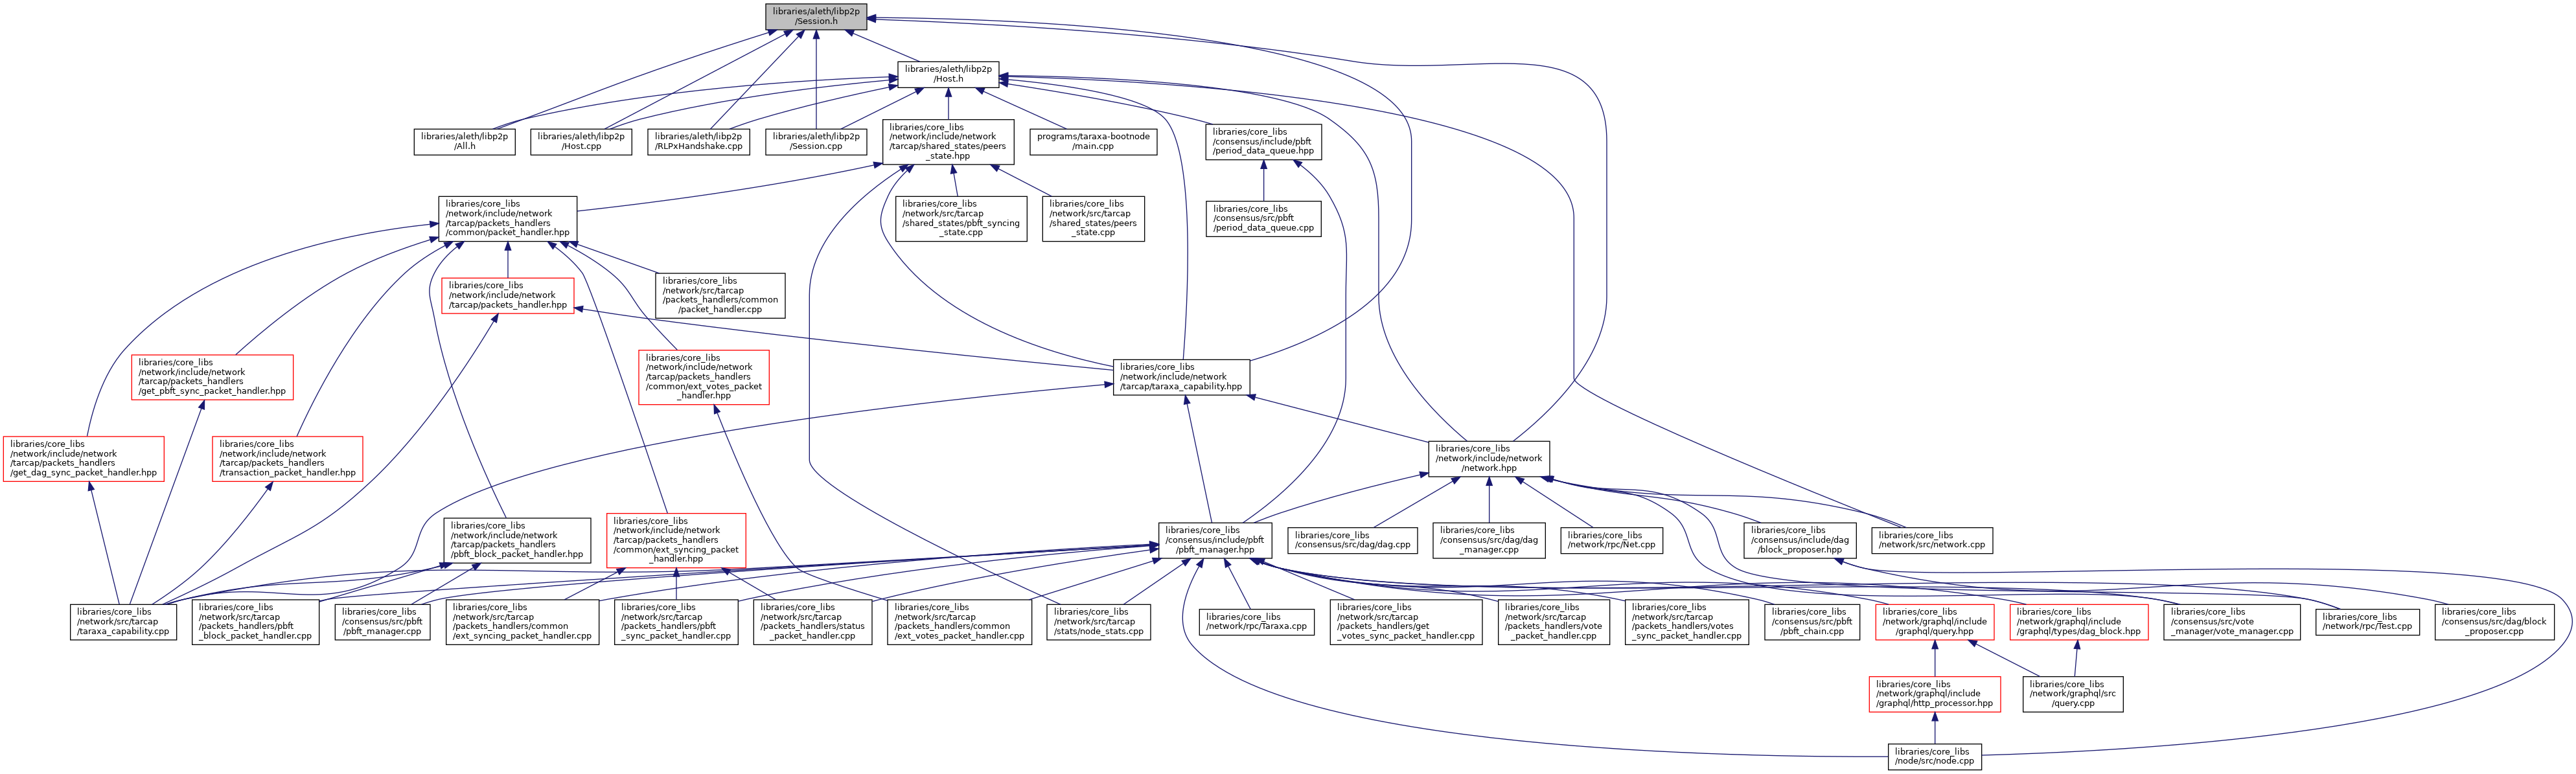 libraries/aleth/libp2p
/Session.h
libraries/aleth/libp2p
/Host.h
libraries/aleth/libp2p
/All.h
libraries/aleth/libp2p
/Host.cpp
libraries/aleth/libp2p
/RLPxHandshake.cpp
libraries/aleth/libp2p
/Session.cpp
libraries/core_libs
/network/include/network
/tarcap/shared_states/peers
_state.hpp
programs/taraxa-bootnode
/main.cpp
libraries/core_libs
/consensus/include/pbft
/period_data_queue.hpp
libraries/core_libs
/network/include/network
/tarcap/packets_handlers
/common/packet_handler.hpp
libraries/core_libs
/network/src/tarcap
/shared_states/pbft_syncing
_state.cpp
libraries/core_libs
/network/src/tarcap
/shared_states/peers
_state.cpp
libraries/core_libs
/consensus/src/pbft
/period_data_queue.cpp
libraries/core_libs
/network/include/network
/tarcap/packets_handler.hpp
libraries/core_libs
/network/src/tarcap
/packets_handlers/common
/packet_handler.cpp
libraries/core_libs
/network/include/network
/tarcap/packets_handlers
/get_pbft_sync_packet_handler.hpp
libraries/core_libs
/network/include/network
/tarcap/packets_handlers
/common/ext_votes_packet
_handler.hpp
libraries/core_libs
/network/include/network
/tarcap/taraxa_capability.hpp
libraries/core_libs
/network/include/network
/tarcap/packets_handlers
/get_dag_sync_packet_handler.hpp
libraries/core_libs
/network/include/network
/tarcap/packets_handlers
/transaction_packet_handler.hpp
libraries/core_libs
/network/include/network
/network.hpp
libraries/core_libs
/network/include/network
/tarcap/packets_handlers
/pbft_block_packet_handler.hpp
libraries/core_libs
/network/include/network
/tarcap/packets_handlers
/common/ext_syncing_packet
_handler.hpp
libraries/core_libs
/consensus/include/pbft
/pbft_manager.hpp
libraries/core_libs
/consensus/src/dag/dag.cpp
libraries/core_libs
/consensus/src/dag/dag
_manager.cpp
libraries/core_libs
/network/rpc/Net.cpp
libraries/core_libs
/consensus/include/dag
/block_proposer.hpp
libraries/core_libs
/network/src/network.cpp
libraries/core_libs
/network/src/tarcap
/taraxa_capability.cpp
libraries/core_libs
/network/src/tarcap
/packets_handlers/pbft
_block_packet_handler.cpp
libraries/core_libs
/consensus/src/pbft
/pbft_manager.cpp
libraries/core_libs
/network/src/tarcap
/packets_handlers/common
/ext_syncing_packet_handler.cpp
libraries/core_libs
/network/src/tarcap
/packets_handlers/pbft
_sync_packet_handler.cpp
libraries/core_libs
/network/src/tarcap
/packets_handlers/status
_packet_handler.cpp
libraries/core_libs
/network/src/tarcap
/packets_handlers/common
/ext_votes_packet_handler.cpp
libraries/core_libs
/network/src/tarcap
/stats/node_stats.cpp
libraries/core_libs
/network/rpc/Taraxa.cpp
libraries/core_libs
/network/src/tarcap
/packets_handlers/get
_votes_sync_packet_handler.cpp
libraries/core_libs
/network/src/tarcap
/packets_handlers/vote
_packet_handler.cpp
libraries/core_libs
/network/src/tarcap
/packets_handlers/votes
_sync_packet_handler.cpp
libraries/core_libs
/consensus/src/pbft
/pbft_chain.cpp
libraries/core_libs
/network/graphql/include
/graphql/query.hpp
libraries/core_libs
/network/graphql/include
/graphql/types/dag_block.hpp
libraries/core_libs
/consensus/src/vote
_manager/vote_manager.cpp
libraries/core_libs
/network/rpc/Test.cpp
libraries/core_libs
/consensus/src/dag/block
_proposer.cpp
libraries/core_libs
/network/graphql/include
/graphql/http_processor.hpp
libraries/core_libs
/network/graphql/src
/query.cpp
libraries/core_libs
/node/src/node.cpp